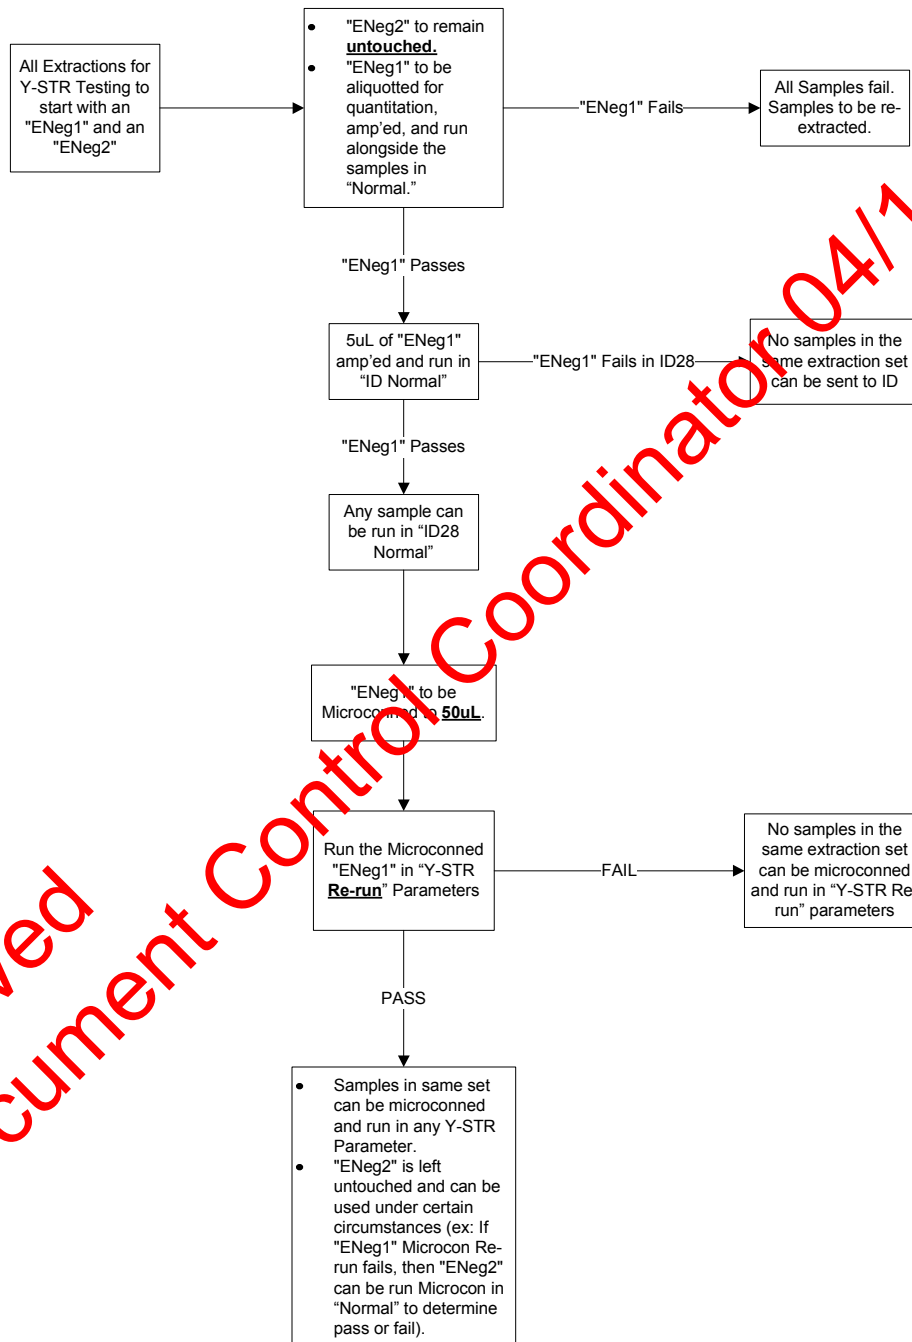 All Extractions for
Y-STR Testing to
start with an
"ENeg1" and an
"ENeg2"
• "ENeg2" to remain
untouched.
• "ENeg1" to be
aliquotted for
quantitation,
amp'ed, and run
alongside the
samples in
“Normal.”
"ENeg1" Fails
All Samples fail.
Samples to be re-
extracted.
"ENeg1" Passes
5uL of "ENeg1"
amp'ed and run in
“ID Normal”
"ENeg1" Fails in ID28
No samples in the
same extraction set
can be sent to ID
"ENeg1" Passes
Any sample can
be run in “ID28
Normal”
"ENeg1" to be
Microconned to 50uL.
Run the Microconned
"ENeg1" in “Y-STR
Re-run” Parameters
FAIL
No samples in the
same extraction set
can be microconned
and run in “Y-STR Re-
run” parameters
PASS
• Samples in same set
can be microconned
and run in any Y-STR
Parameter.
• "ENeg2" is left
untouched and can be
used under certain
circumstances (ex: If
"ENeg1" Microcon Re-
run fails, then "ENeg2"
can be run Microcon in
“Normal” to determine
pass or fail).
ved
cument Control Coordinator 04/1